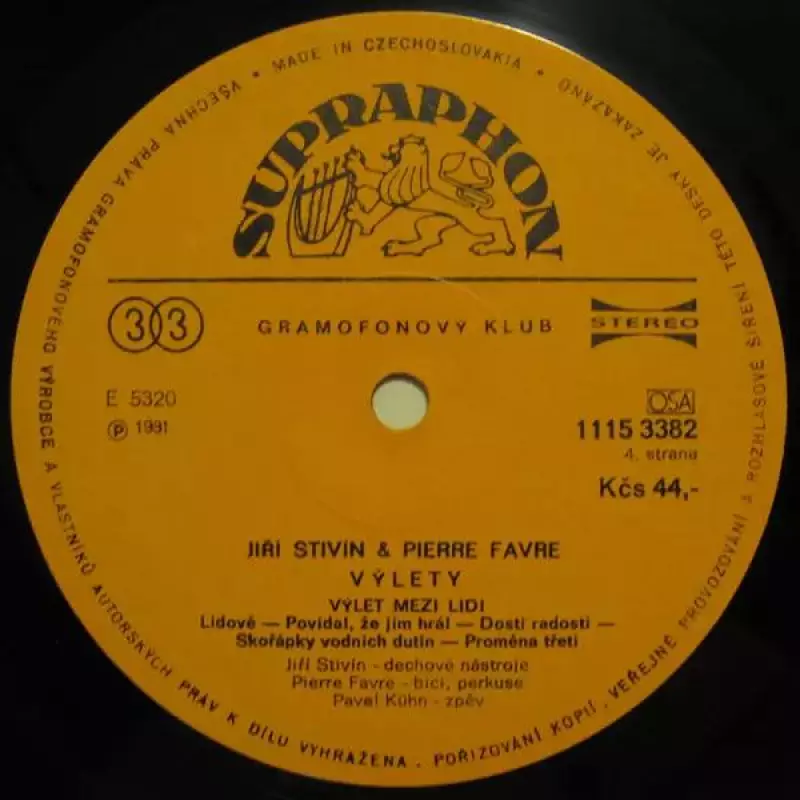 VŠECHNA PRÁVA GRAMOFONOVÉHO VÝROBCE A VLASTNÍKŮ AUTORSKÝCH PRÁV K DÍLU VYHRAŽENA. POŘIZOVÁNÍ KOPIÍ, VEŘEJNÉ PROVOZOVÁNÍ A ROZHLASOVÉ ŠÍŘENÍ TÉTO DESKY JE ZAKÁZÁNO
• MADE IN CZECHOSLOVAKIA •
SUPRAPHON
33
GRAMOFONOVÝ KLUB
STEREO
E 5320
OSA
℗ 1981
1115 3382
4. strana
Kčs 44,-
JIŘÍ STIVÍN & PIERRE FAVRE
VÝLETY
VÝLET MEZI LIDI
Lidově — Povídal, že jim hrál — Dosti radosti —
Skořápky vodních dutin — Proměna třetí
Jiří Stivín - dechové nástroje
Pierre Favre - bicí, perkuse
Pavel Kühn - zpěv